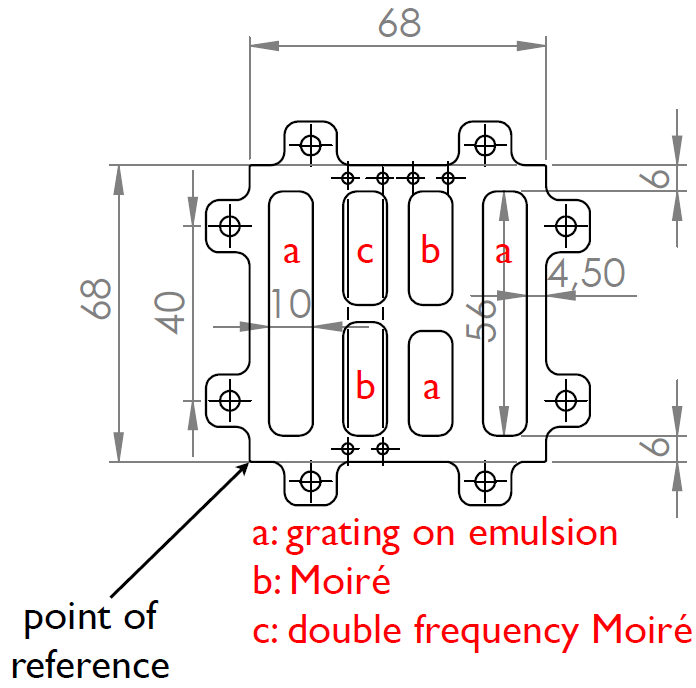 68
6
a
c
b
a
4,50
68
40
10
56
b
a
6
a: grating on emulsion
b: Moiré
c: double frequency Moiré
point of
reference